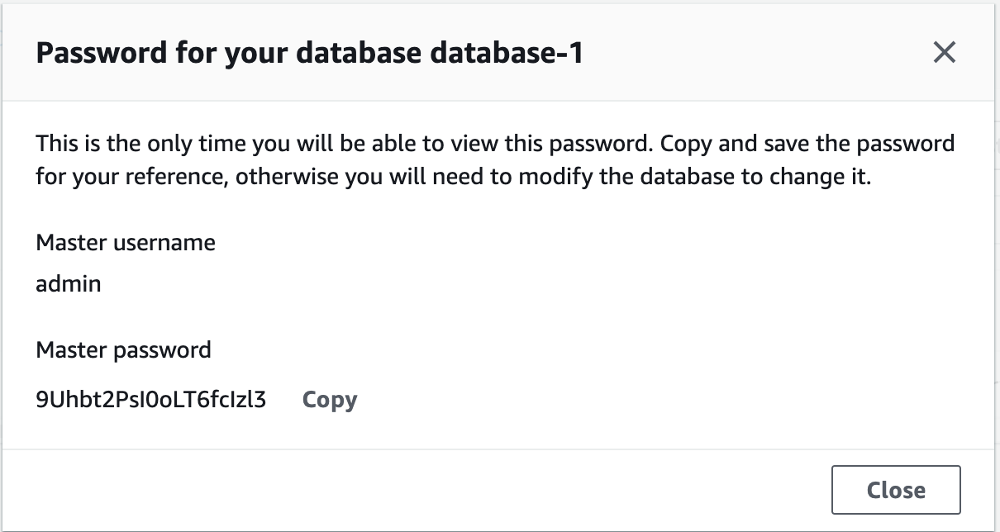 Password for your database database-1
This is the only time you will be able to view this password. Copy and save the password
for your reference, otherwise you will need to modify the database to change it.
Master username
admin
Master password
9Uhbt2PsI0oLT6fcIzl3 Copy
Close